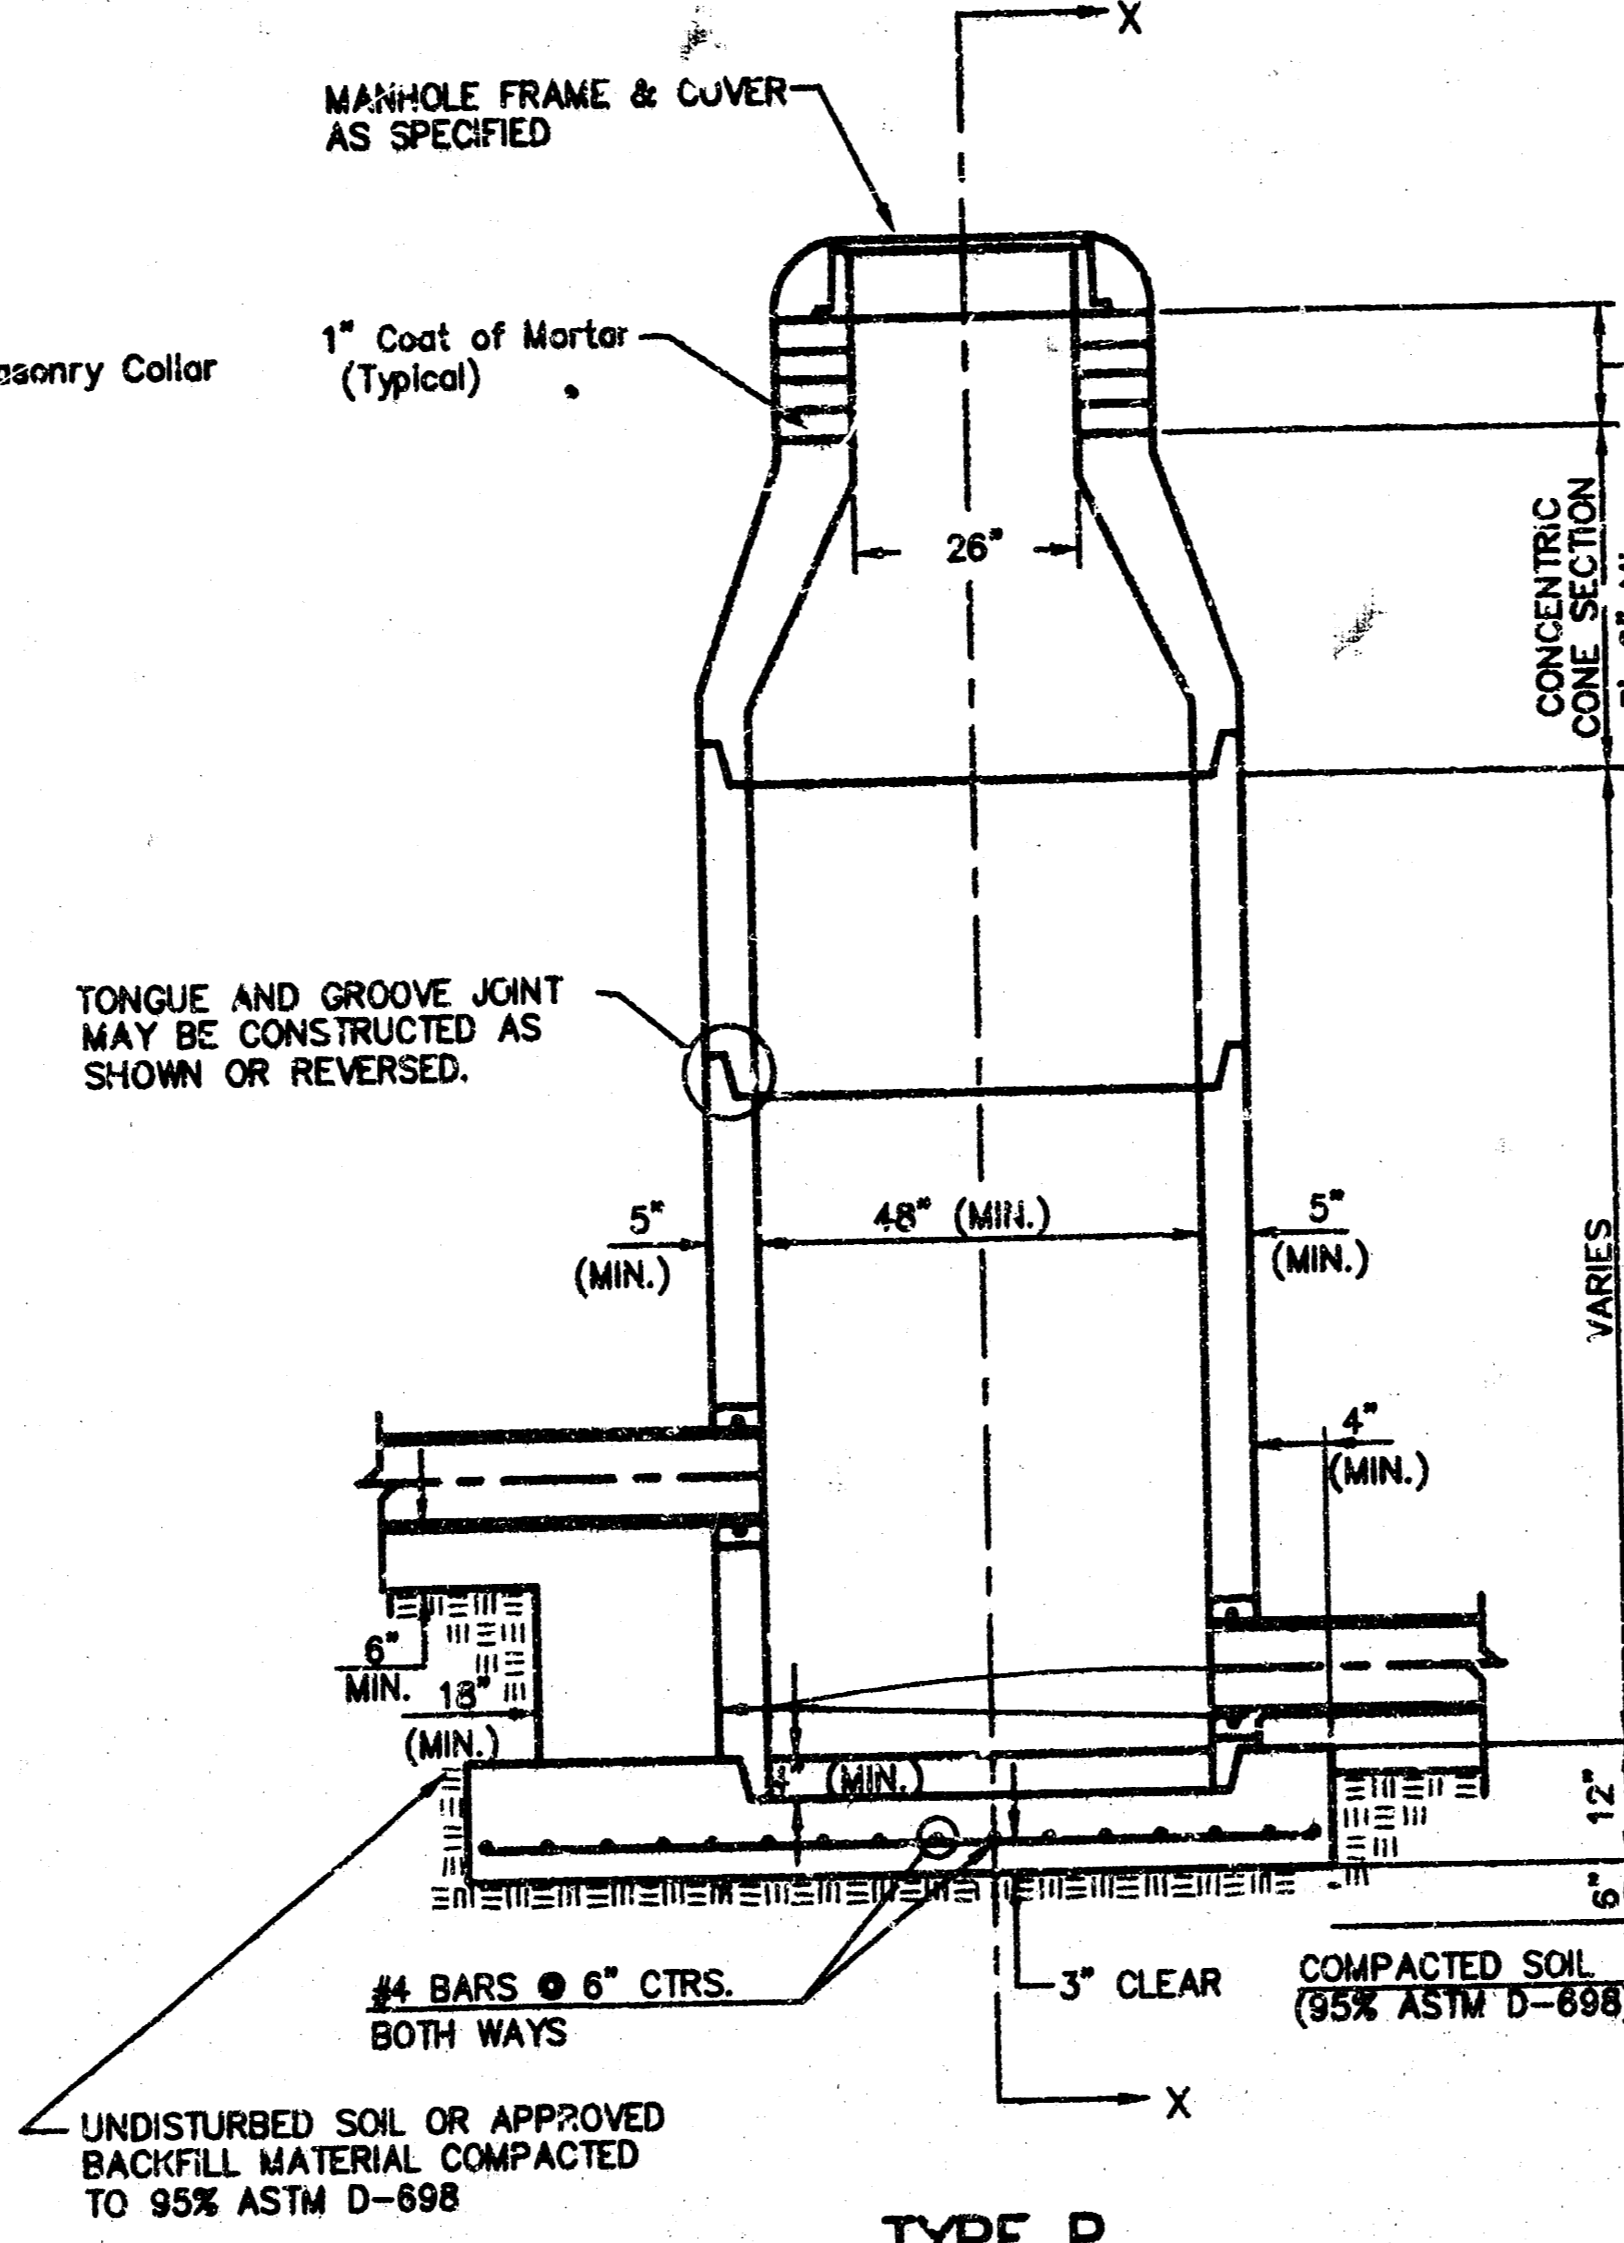 X
MANHOLE FRAME & COVER
AS SPECIFIED
1" Coat of Mortar
(Typical)
Collar
26"
CONCENTRIC
CONE SECTION
TONGUE AND GROOVE JOINT
MAY BE CONSTRUCTED AS
SHOWN OR REVERSED.
5"
(MIN.)
48" (MIN.)
5"
(MIN.)
VARIES
4"
(MIN.)
6"
MIN.
18"
(MIN.)
4" (MIN.)
12"
6"
#4 BARS @ 6" CTRS.
BOTH WAYS
3" CLEAR
COMPACTED SOIL
(95% ASTM D-698
X
UNDISTURBED SOIL OR APPROVED
BACKFILL MATERIAL COMPACTED
TO 95% ASTM D-698
TYPE